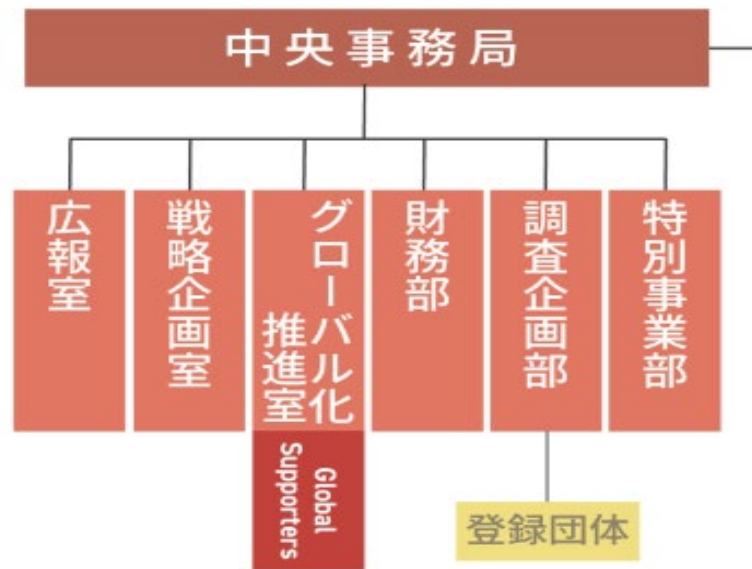 中央事務局
広報室
戦略企画室
グローバル化
推進室
Global
Supporters
財務部
調査企画部
特別事業部
登録団体